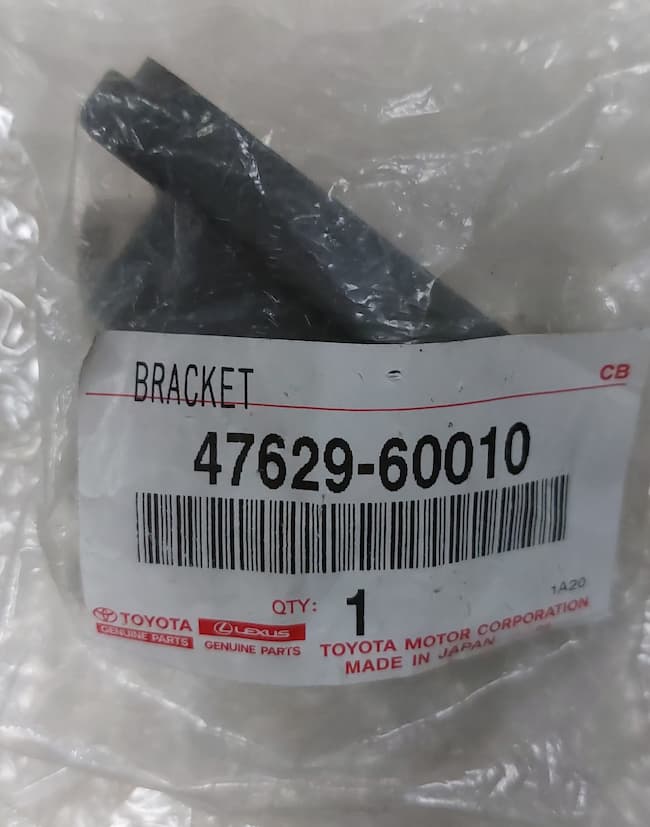 BRACKET
CB
47629-60010
QTY: 1
1A20
TOYOTA
GENUINE PARTS
LEXUS
GENUINE PARTS
TOYOTA MOTOR CORPORATION
MADE IN JAPAN